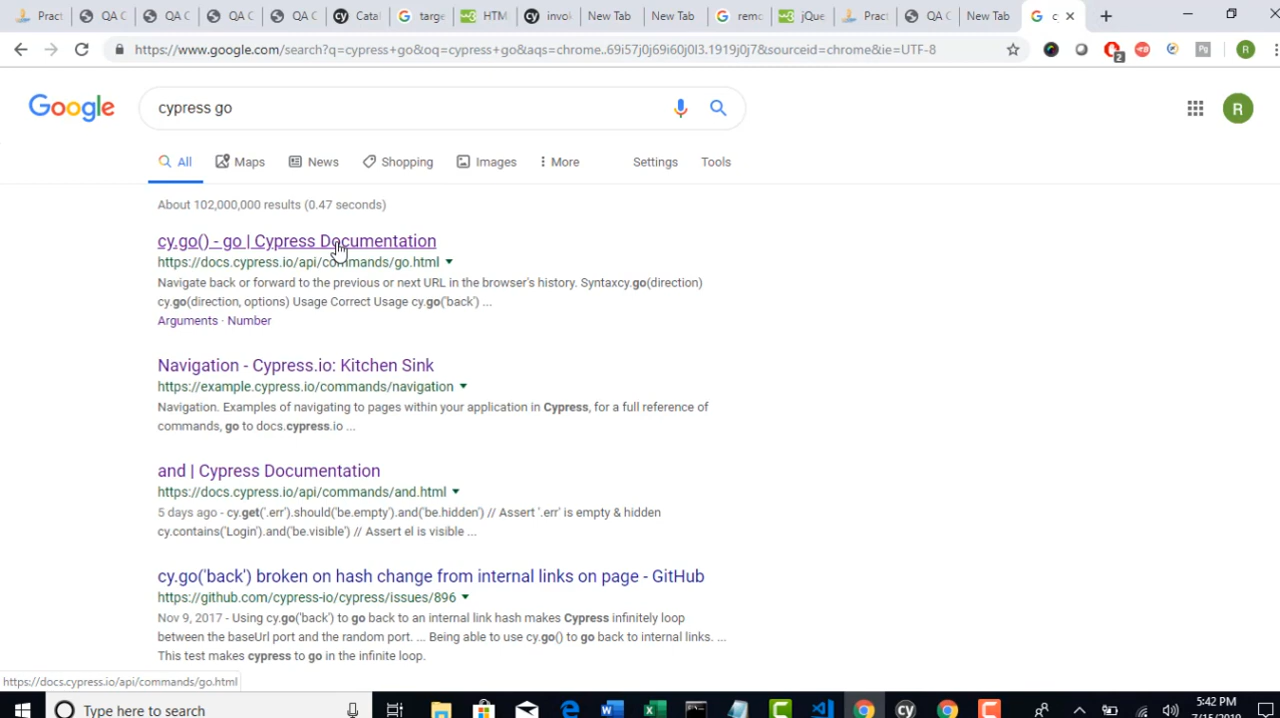 Pract
QA C
QA C
QA C
QA C
Catal
targe
HTM
invok
New Tab
New Tab
remo
jQue
Pract
QA C
New Tab
c
https://www.google.com/search?q=cypress+go&oq=cypress+go&aqs=chrome..69i57j0j69i60j0l3.1919j0j7&sourceid=chrome&ie=UTF-8
2
R
Google
cypress go
R
All
Maps
News
Shopping
Images
More
Settings
Tools
About 102,000,000 results (0.47 seconds)
cy.go() - go | Cypress Documentation
https://docs.cypress.io/api/commands/go.html
Navigate back or forward to the previous or next URL in the browser's history. Syntaxcy.go(direction)
cy.go(direction, options) Usage Correct Usage cy.go('back') ...
Arguments · Number
Navigation - Cypress.io: Kitchen Sink
https://example.cypress.io/commands/navigation
Navigation. Examples of navigating to pages within your application in Cypress, for a full reference of
commands, go to docs.cypress.io ...
and | Cypress Documentation
https://docs.cypress.io/api/commands/and.html
5 days ago - cy.get('.err').should('be.empty').and('be.hidden') // Assert '.err' is empty & hidden
cy.contains('Login').and('be.visible') // Assert el is visible ...
cy.go('back') broken on hash change from internal links on page - GitHub
https://github.com/cypress-io/cypress/issues/896
Nov 9, 2017 - Using cy.go('back') to go back to an internal link hash makes Cypress infinitely loop
between the baseUrl port and the random port. ... Being able to use cy.go() to go back to internal links. ...
This test makes cypress to go in the infinite loop.
https://docs.cypress.io/api/commands/go.html
Type here to search
5:42 PM